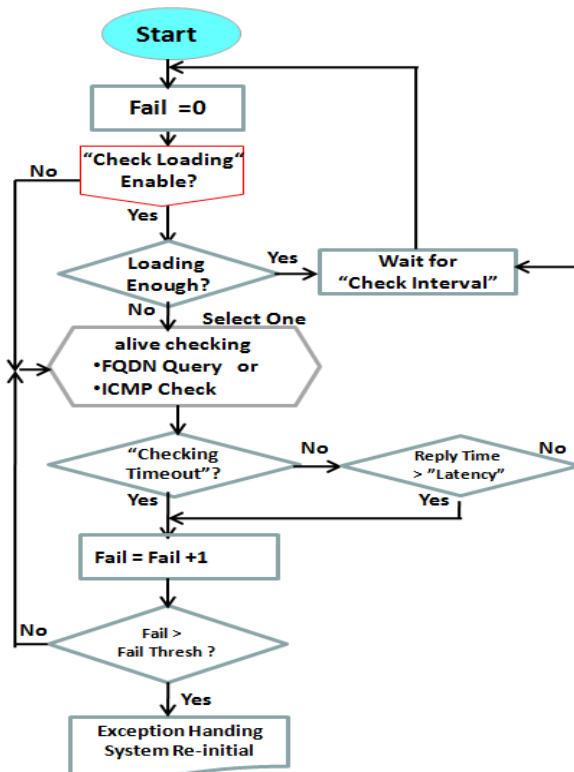 Start
Fail =0
"Check Loading"
Enable?
No
Yes
Loading
Enough?
Yes
Wait for
"Check Interval"
No
Select One
alive checking
•FQDN Query or
•ICMP Check
"Checking
Timeout"?
No
Reply Time
> "Latency"
No
Yes
Yes
Fail = Fail +1
Fail >
Fail Thresh ?
No
Yes
Exception Handing
System Re-initial